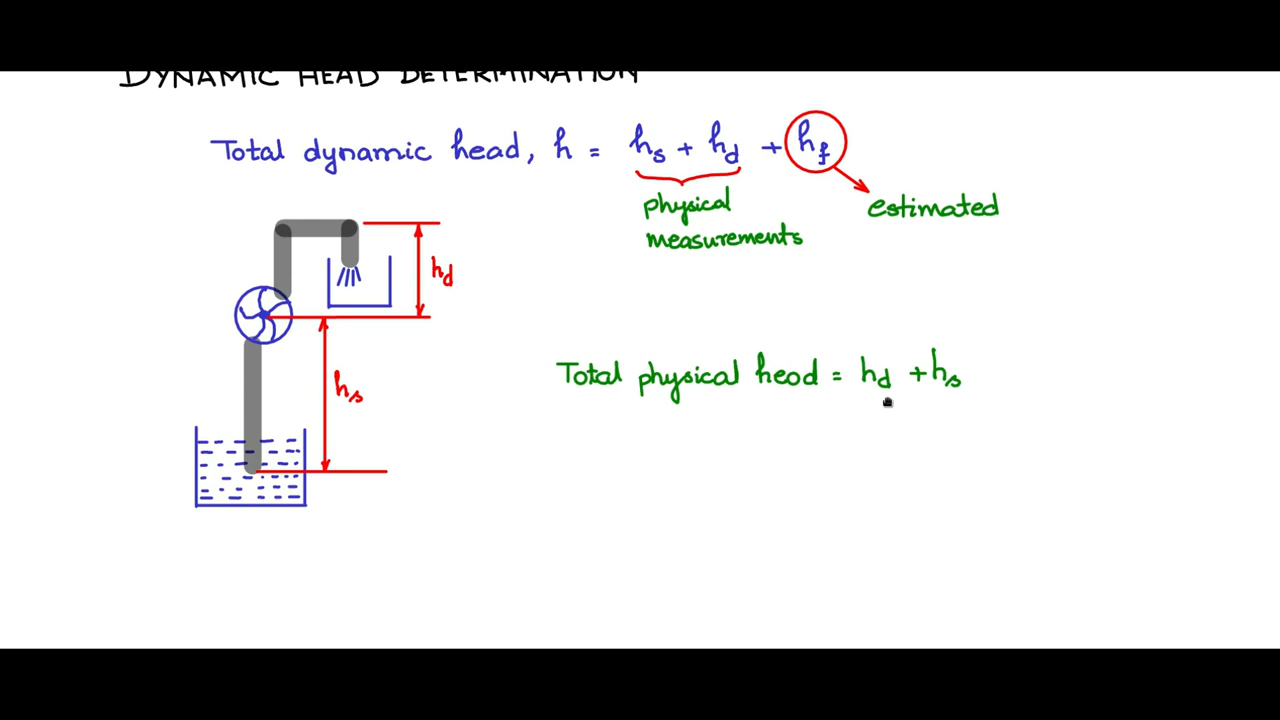 DYNAMIC HEAD DETERMINATION
Total dynamic head, h = hs + hd + hf
physical
measurements
estimated
hd
hs
Total physical head = hd + hs